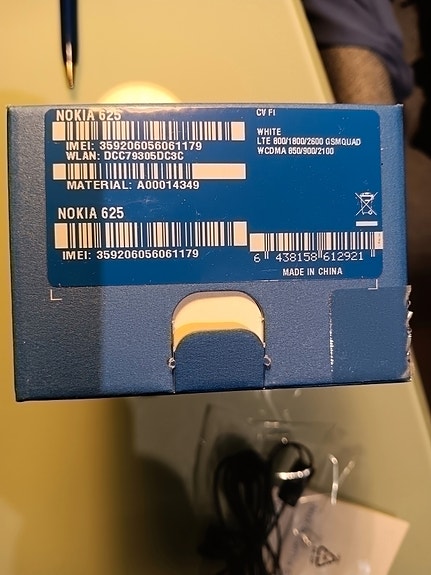 NOKIA 625
IMEI: 359206056061179
WLAN: DCC79305DC3C
MATERIAL: A00014349
NOKIA 625
IMEI: 359206056061179
CV FI
WHITE
LTE 800/1800/2600 GSMQUAD
WCDMA 850/900/2100
6 438158 612921
MADE IN CHINA